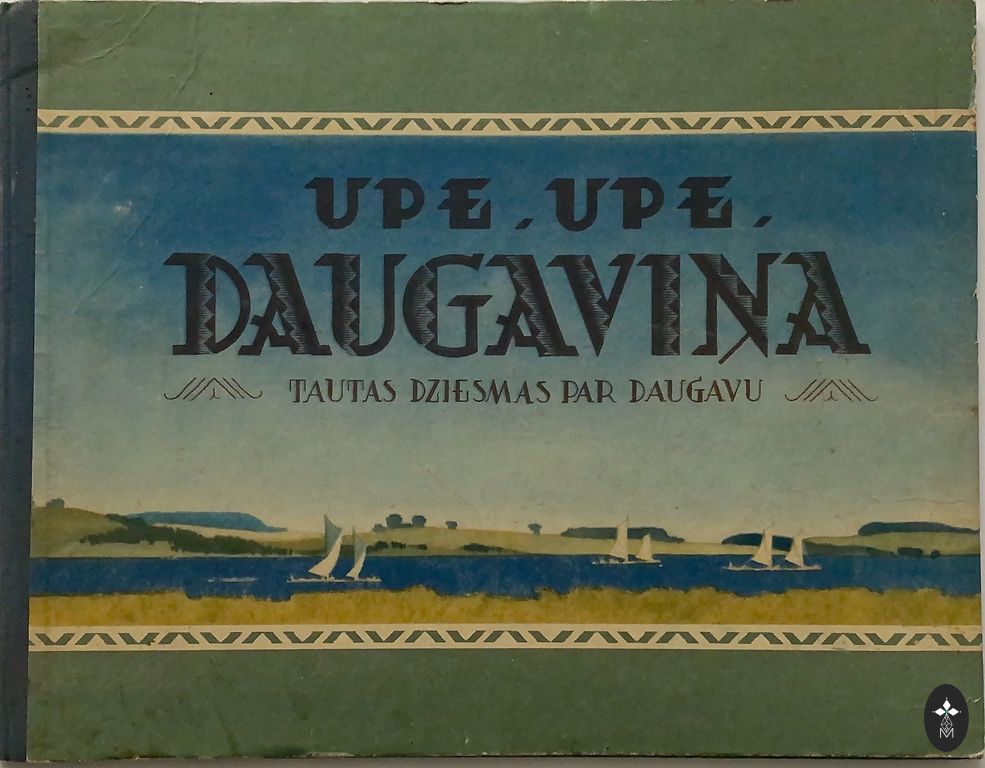 UPE, UPE,
DAUGAVIŅA
TAUTAS DZIESMAS PAR DAUGAVU
M